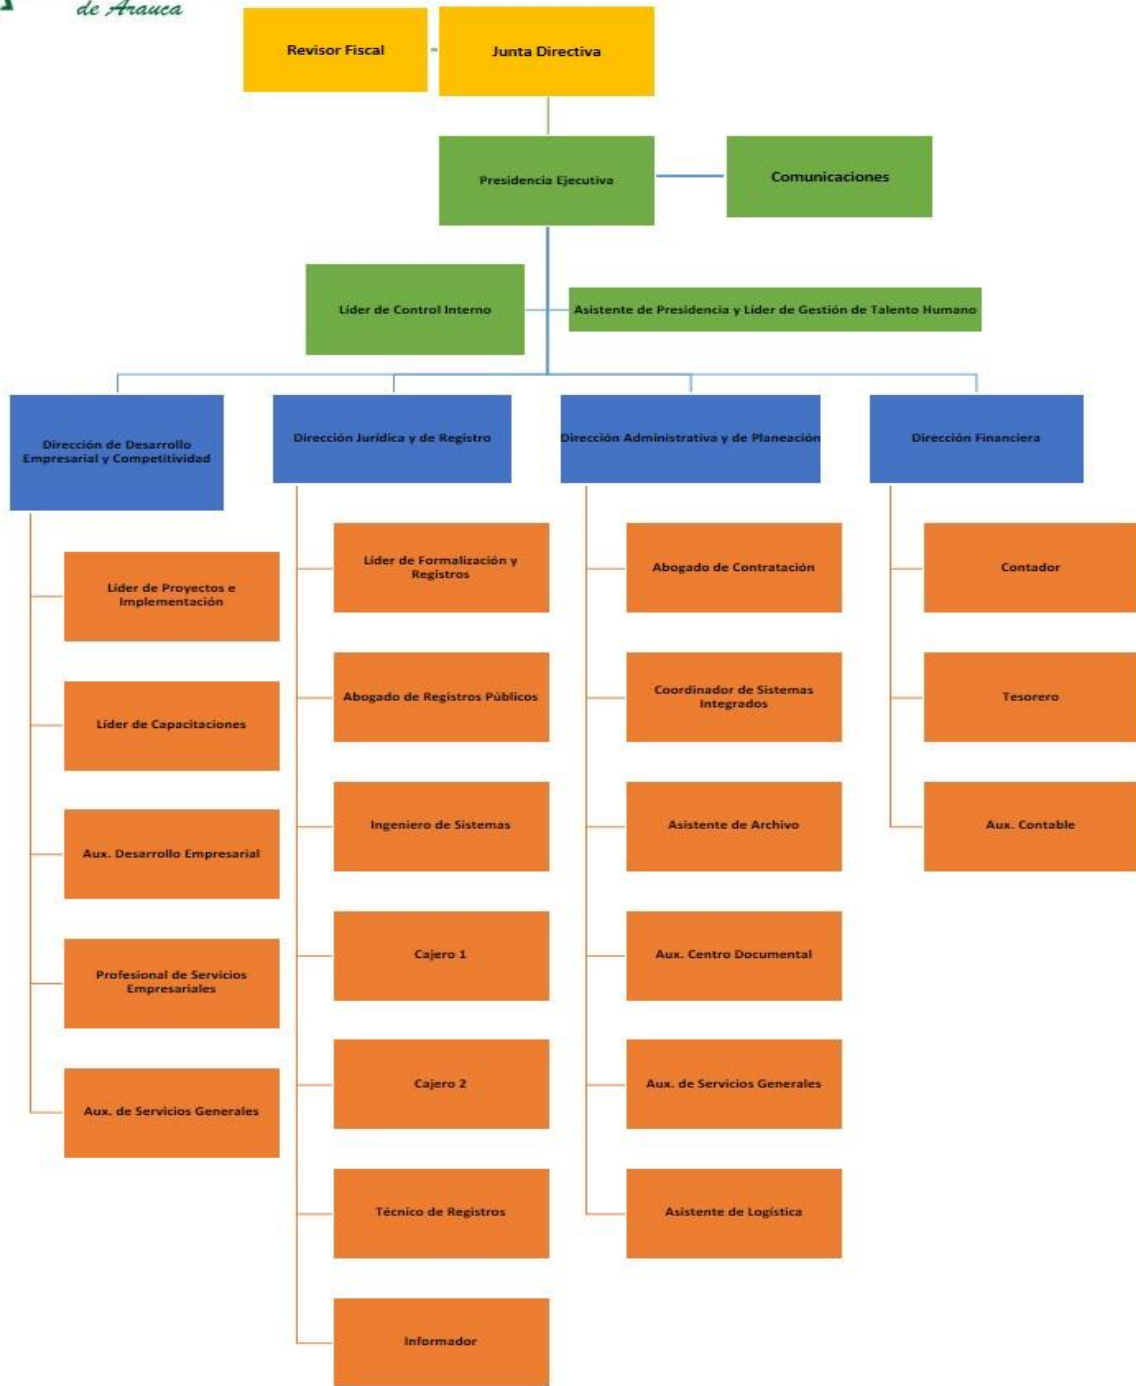 de Arauca
Revisor Fiscal
Junta Directiva
Presidencia Ejecutiva
Comunicaciones
Líder de Control Interno
Asistente de Presidencia y Líder de Gestión de Talento Humano
Dirección de Desarrollo
Empresarial y Competitividad
Dirección Jurídica y de Registro
Dirección Administrativa y de Planeación
Dirección Financiera
Líder de Proyectos e
Implementación
Líder de Capacitaciones
Aux. Desarrollo Empresarial
Profesional de Servicios
Empresariales
Aux. de Servicios Generales
Líder de Formalización y
Registros
Abogado de Registros Públicos
Ingeniero de Sistemas
Cajero 1
Cajero 2
Técnico de Registros
Informador
Abogado de Contratación
Coordinador de Sistemas
Integrados
Asistente de Archivo
Aux. Centro Documental
Aux. de Servicios Generales
Asistente de Logística
Contador
Tesorero
Aux. Contable